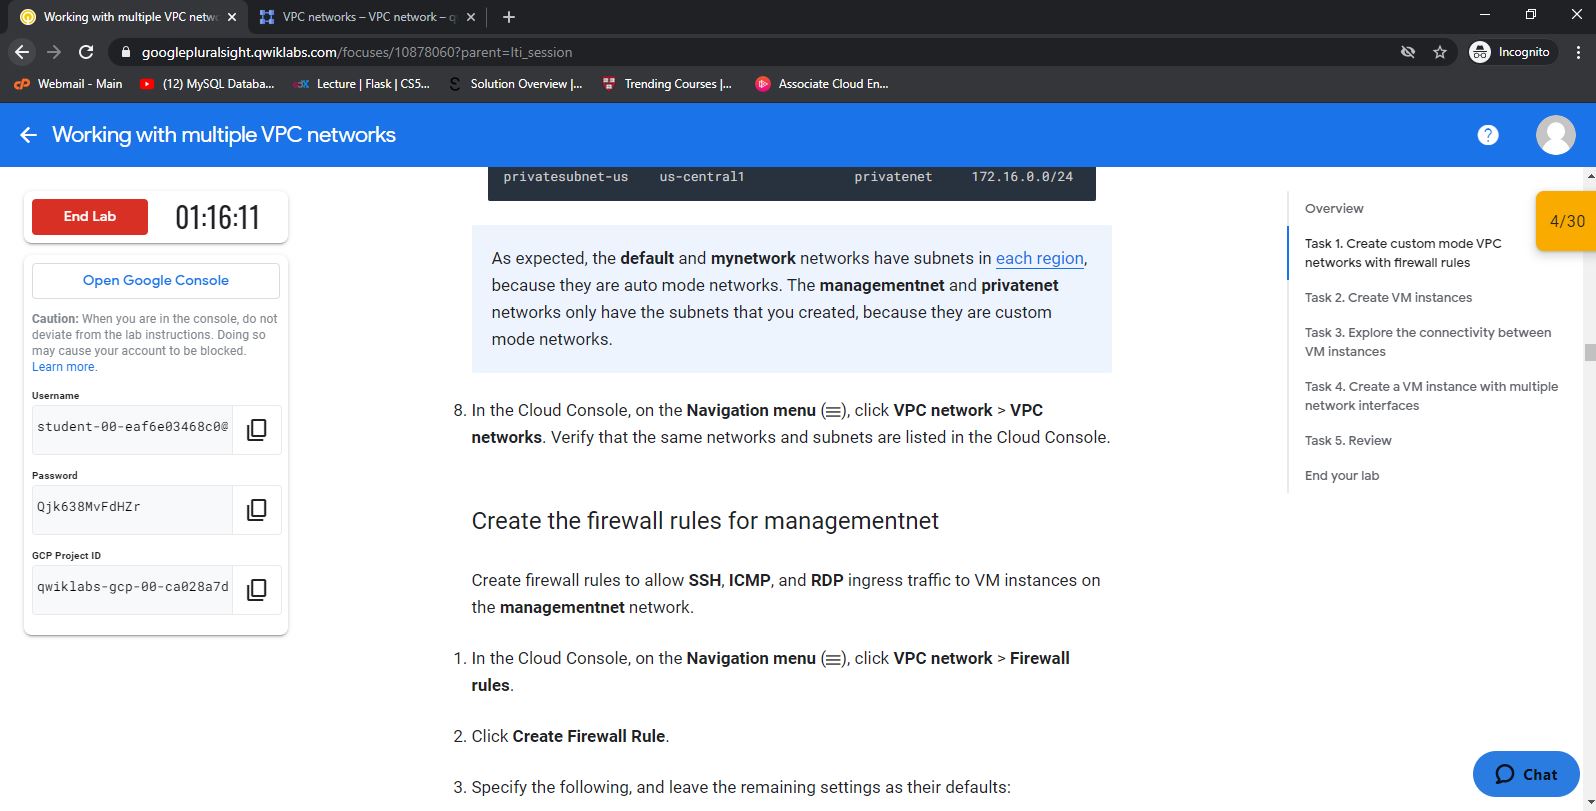 Working with multiple VPC netwo
VPC networks – VPC network – q
googlepluralsight.qwiklabs.com/focuses/10878060?parent=lti_session
Incognito
Webmail - Main
(12) MySQL Databa...
Lecture | Flask | CS5...
Solution Overview |...
Trending Courses |...
Associate Cloud En...
Working with multiple VPC networks
End Lab
01:16:11
Open Google Console
Caution: When you are in the console, do not
deviate from the lab instructions. Doing so
may cause your account to be blocked.
Learn more.
Username
student-00-eaf6e03468c0@
Password
Qjk638MvFdHZr
GCP Project ID
qwiklabs-gcp-00-ca028a7d
privatesubnet-us us-central1 privatenet 172.16.0.0/24
As expected, the default and mynetwork networks have subnets in each region,
because they are auto mode networks. The managementnet and privatenet
networks only have the subnets that you created, because they are custom
mode networks.
8. In the Cloud Console, on the Navigation menu (≡), click VPC network > VPC
networks. Verify that the same networks and subnets are listed in the Cloud Console.
Create the firewall rules for managementnet
Create firewall rules to allow SSH, ICMP, and RDP ingress traffic to VM instances on
the managementnet network.
1. In the Cloud Console, on the Navigation menu (≡), click VPC network > Firewall
rules.
2. Click Create Firewall Rule.
3. Specify the following, and leave the remaining settings as their defaults:
Overview
Task 1. Create custom mode VPC
networks with firewall rules
Task 2. Create VM instances
Task 3. Explore the connectivity between
VM instances
Task 4. Create a VM instance with multiple
network interfaces
Task 5. Review
End your lab
4/30
Chat